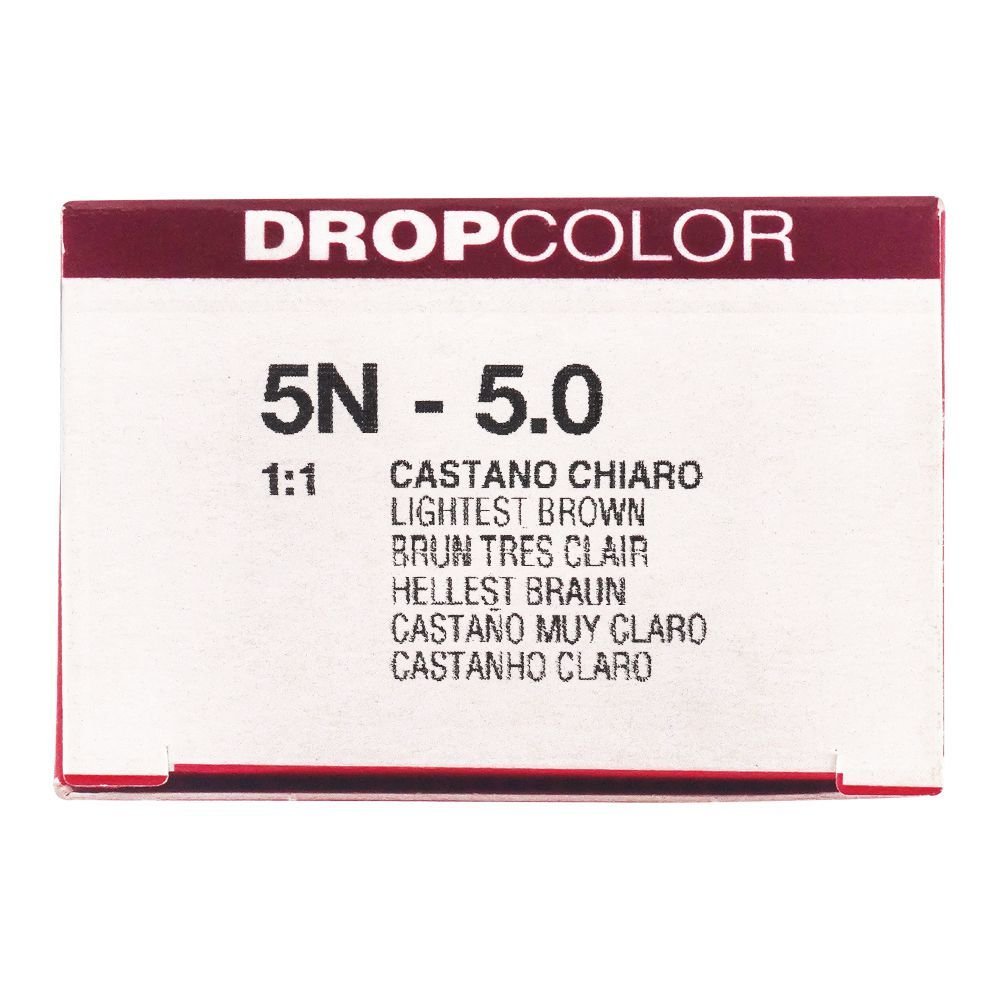 DROPCOLOR
5N - 5.0
1:1 CASTANO CHIARO
LIGHTEST BROWN
BRUN TRES CLAIR
HELLEST BRAUN
CASTAÑO MUY CLARO
CASTANHO CLARO